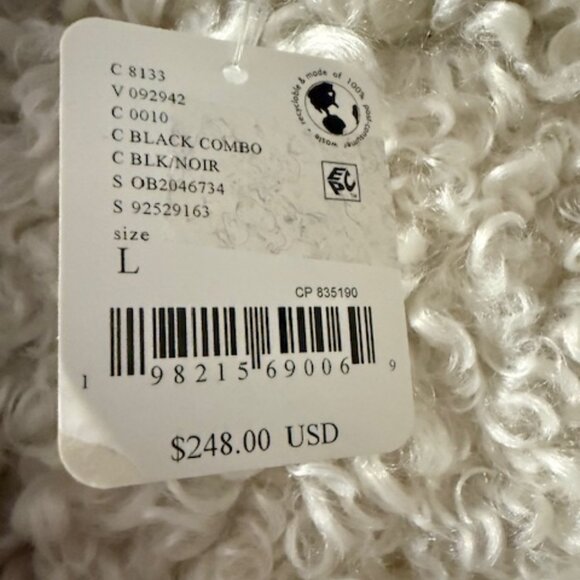 C 8133
V 092942
C 0010
C BLACK COMBO
C BLK/NOIR
S OB2046734
S 92529163
size
L
recyclable & made of 100% post-consumer waste
EPC
CP 835190
1 98215 69006 9
$248.00 USD